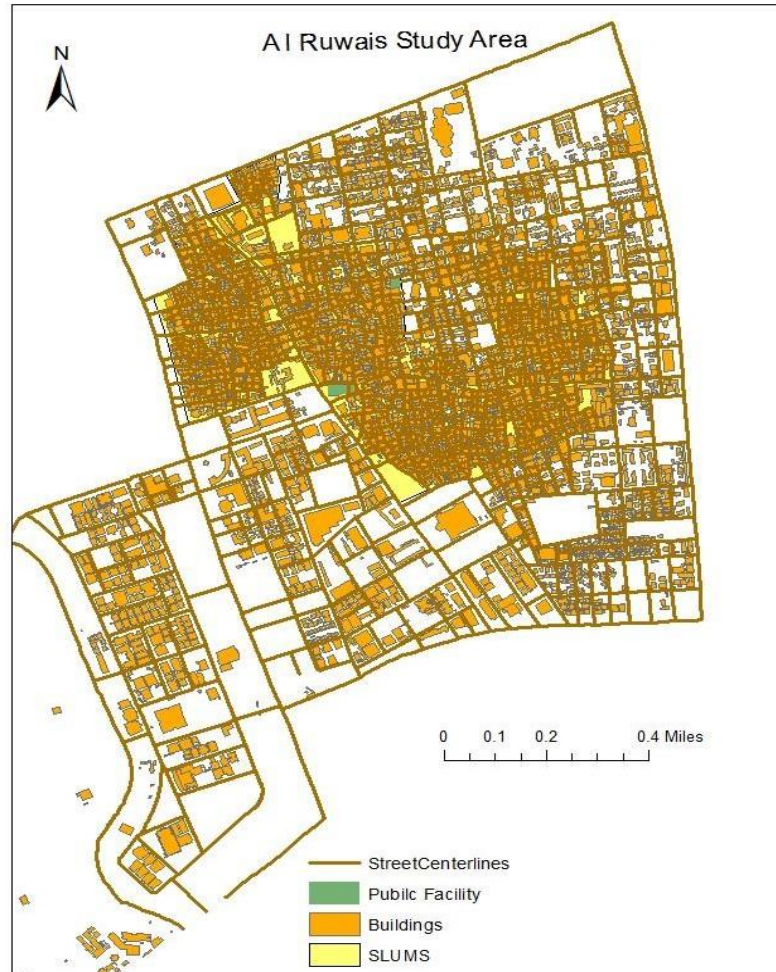 Al Ruwais Study Area
N
0 0.1 0.2 0.4 Miles
StreetCenterlines
Pubilc Facility
Buildings
SLUMS